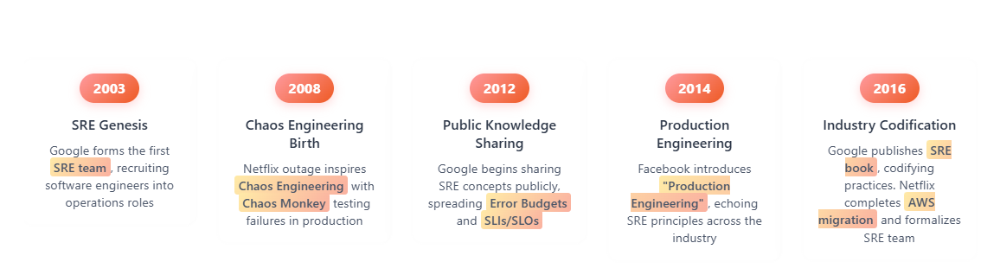 2003
SRE Genesis
Google forms the first
SRE team, recruiting
software engineers into
operations roles
2008
Chaos Engineering
Birth
Netflix outage inspires
Chaos Engineering with
Chaos Monkey testing
failures in production
2012
Public Knowledge
Sharing
Google begins sharing
SRE concepts publicly,
spreading Error Budgets
and SLIs/SLOs
2014
Production
Engineering
Facebook introduces
"Production
Engineering", echoing
SRE principles across the
industry
2016
Industry Codification
Google publishes SRE
book, codifying
practices. Netflix
completes AWS
migration and formalizes
SRE team